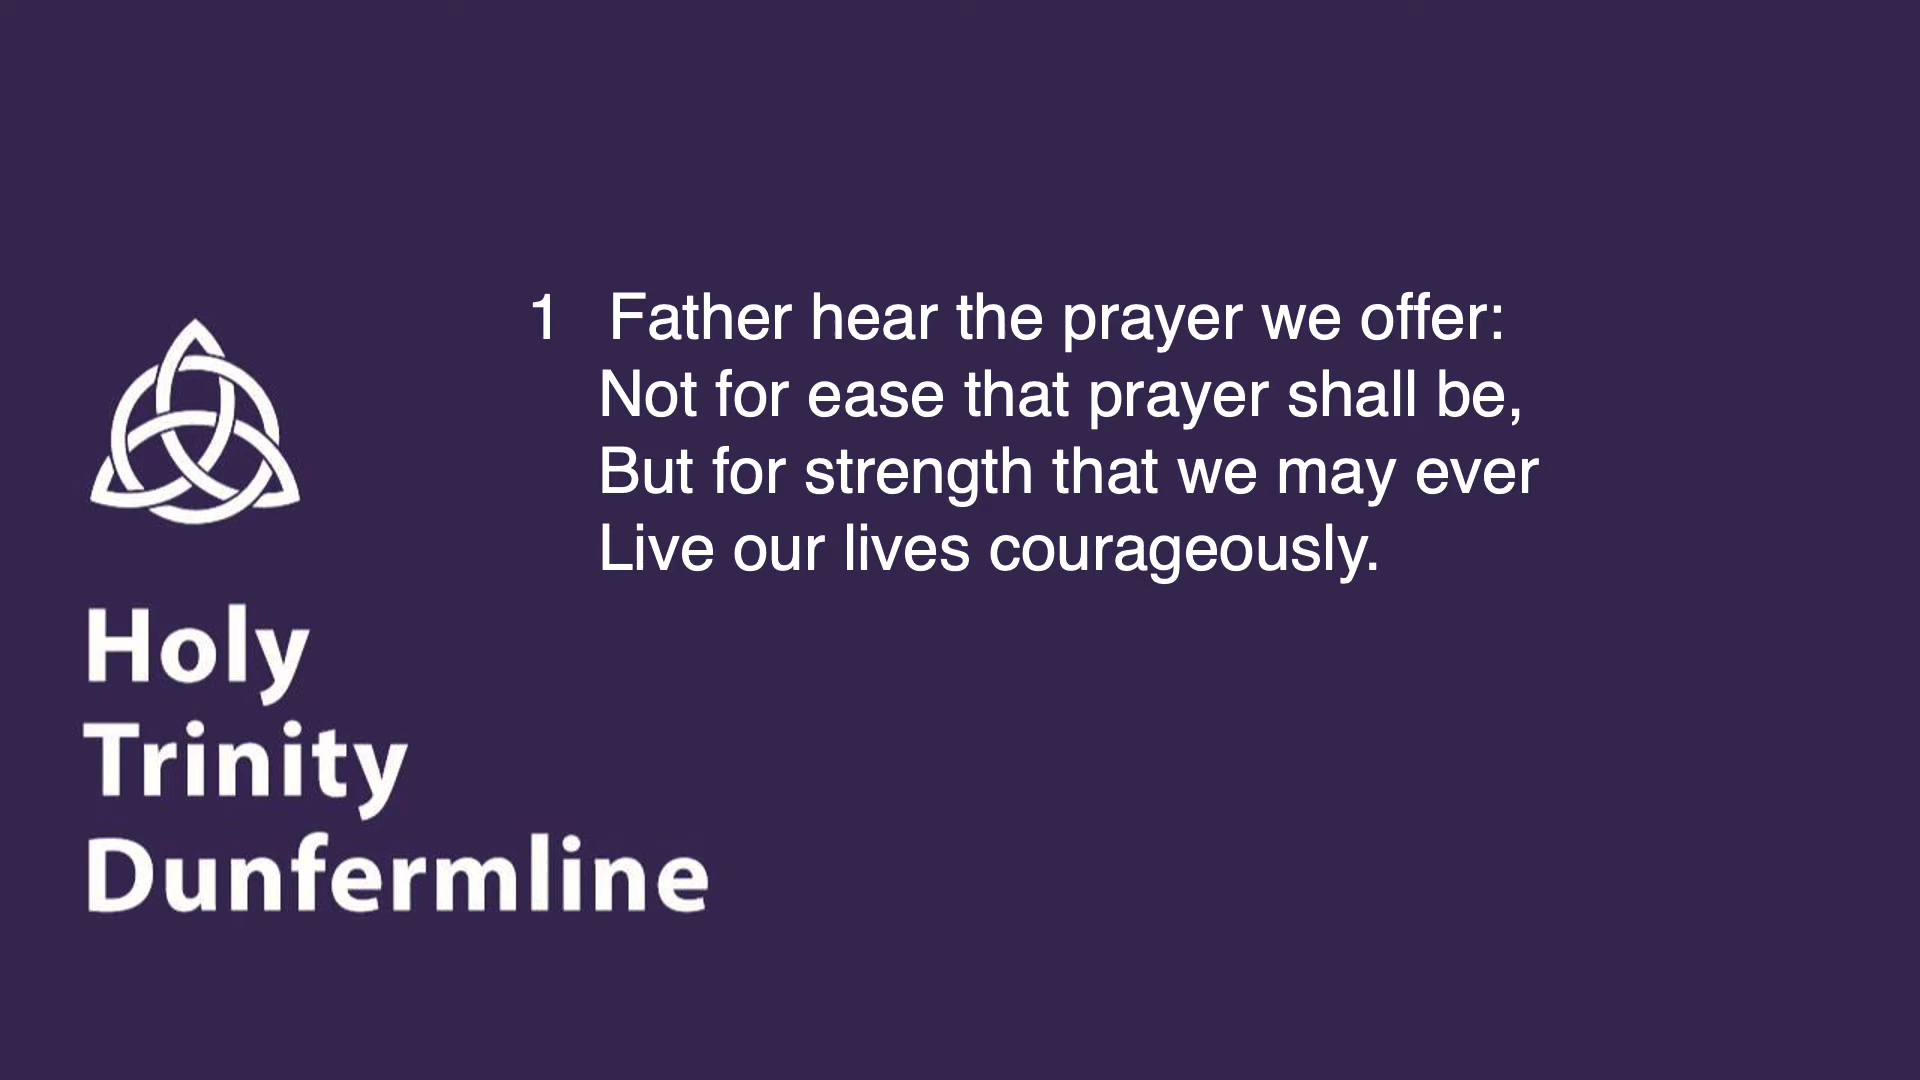 1 Father hear the prayer we offer:
Not for ease that prayer shall be,
But for strength that we may ever
Live our lives courageously.
Holy
Trinity
Dunfermline